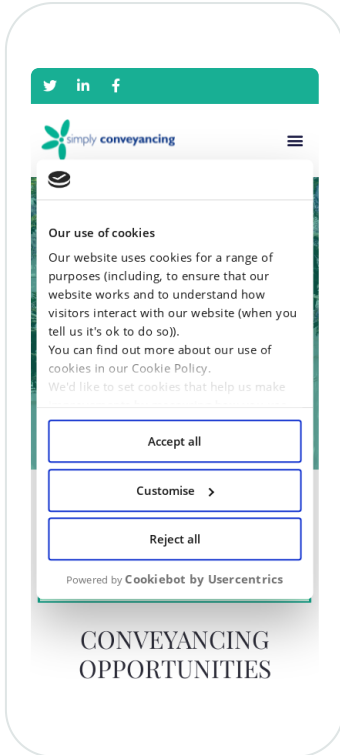 simply conveyancing
Our use of cookies
Our website uses cookies for a range of
purposes (including, to ensure that our
website works and to understand how
visitors interact with our website (when you
tell us it's ok to do so)).
You can find out more about our use of
cookies in our Cookie Policy.
We'd like to set cookies that help us make
Accept all
Customise
Reject all
Powered by Cookiebot by Usercentrics
CONVEYANCING
OPPORTUNITIES